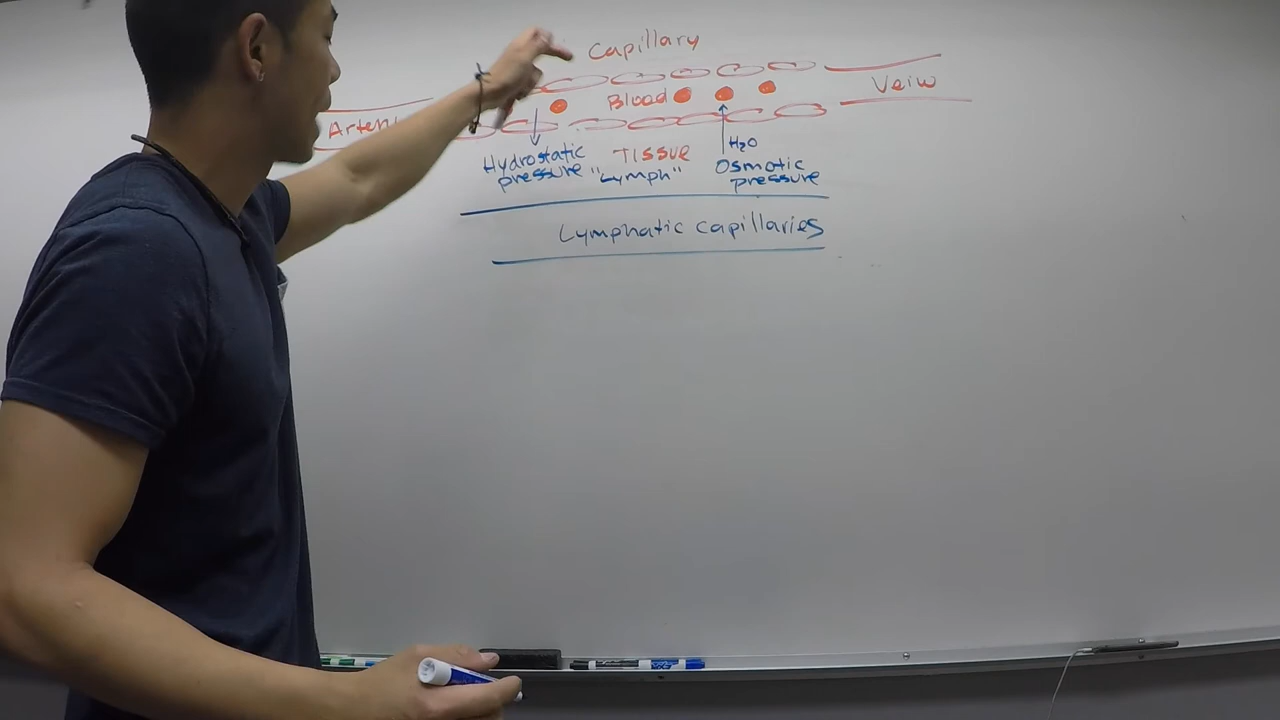 Capillary
Blood
Veiw
H₂O
Hydrostatic
pressure
Tissue
"Lymph"
Osmotic
pressure
Lymphatic Capillaries